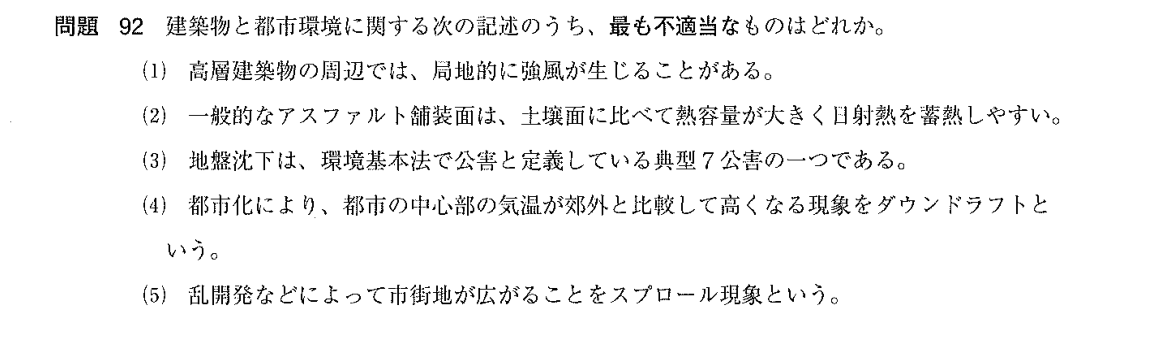 問題 92 建築物と都市環境に関する次の記述のうち、最も不適当なものはどれか。
(1) 高層建築物の周辺では、局地的に強風が生じることがある。
(2) 一般的なアスファルト舗装面は、土壌面に比べて熱容量が大きく日射熱を蓄熱しやすい。
(3) 地盤沈下は、環境基本法で公害と定義している典型７公害の一つである。
(4) 都市化により、都市の中心部の気温が郊外と比較して高くなる現象をダウンドラフトと
いう。
(5) 乱開発などによって市街地が広がることをスプロール現象という。